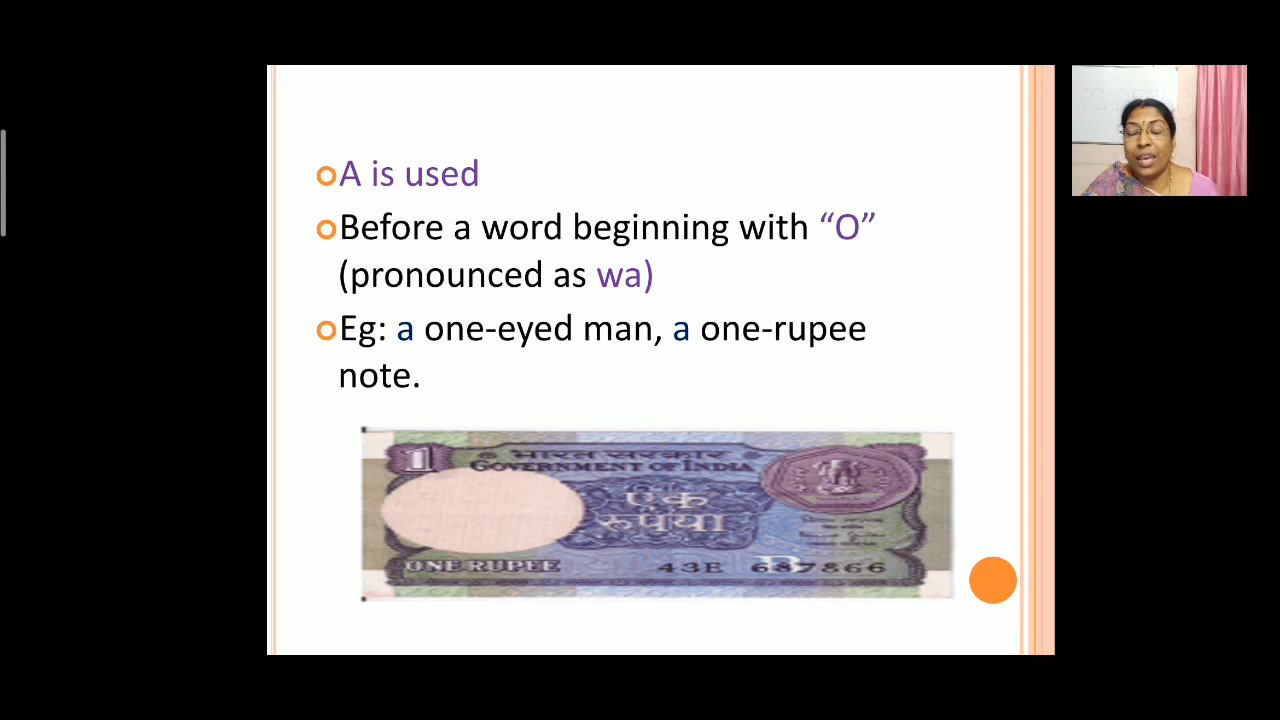 A is used
Before a word beginning with “O”
(pronounced as wa)
Eg: a one-eyed man, a one-rupee
note.
1
भारत सरकार
GOVERNMENT OF INDIA
एक
रूपया
ONE RUPEE
43E
687866